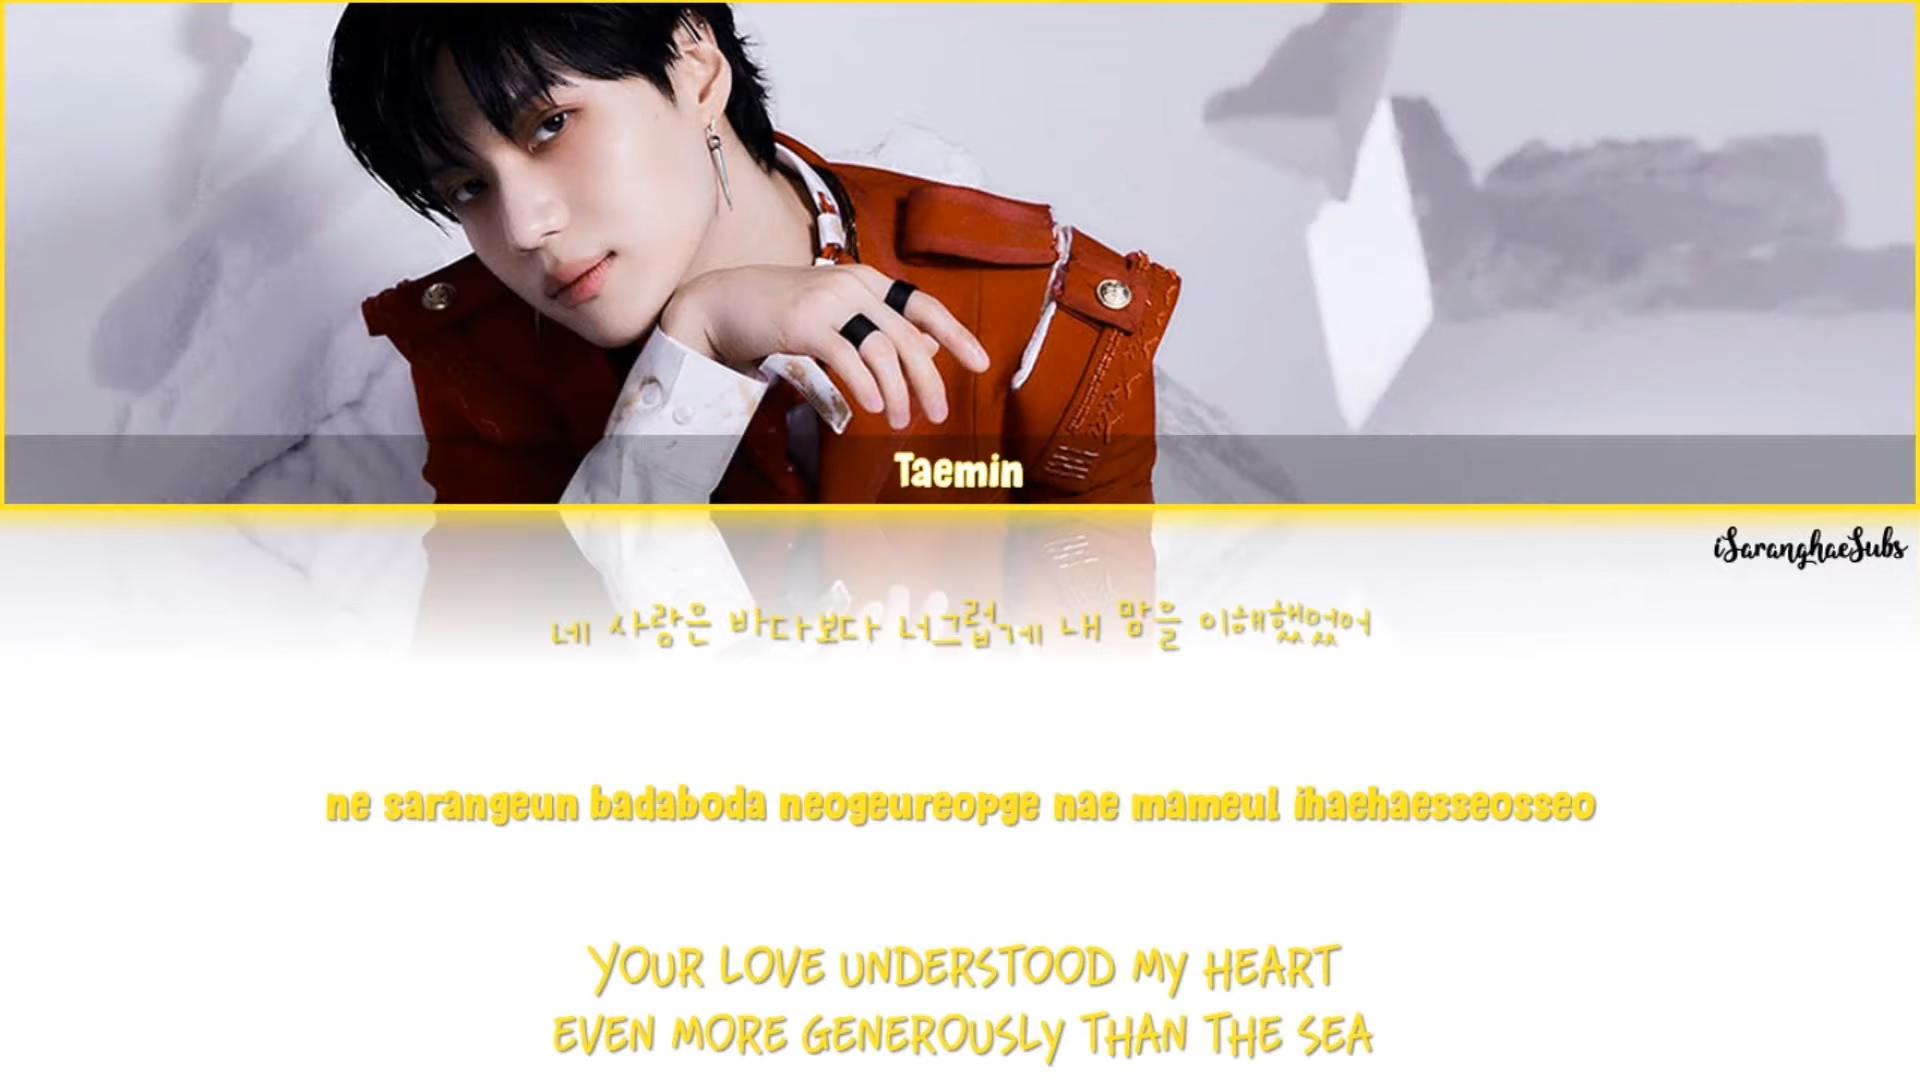 Taemin
iSaranghaeSubs
네 사랑은 바다보다 너그럽게 내 맘을 이해했었어
ne sarangeun badaboda neogeureopge nae mameul ihaehaesseosseo
YOUR LOVE UNDERSTOOD MY HEART
EVEN MORE GENEROUSLY THAN THE SEA